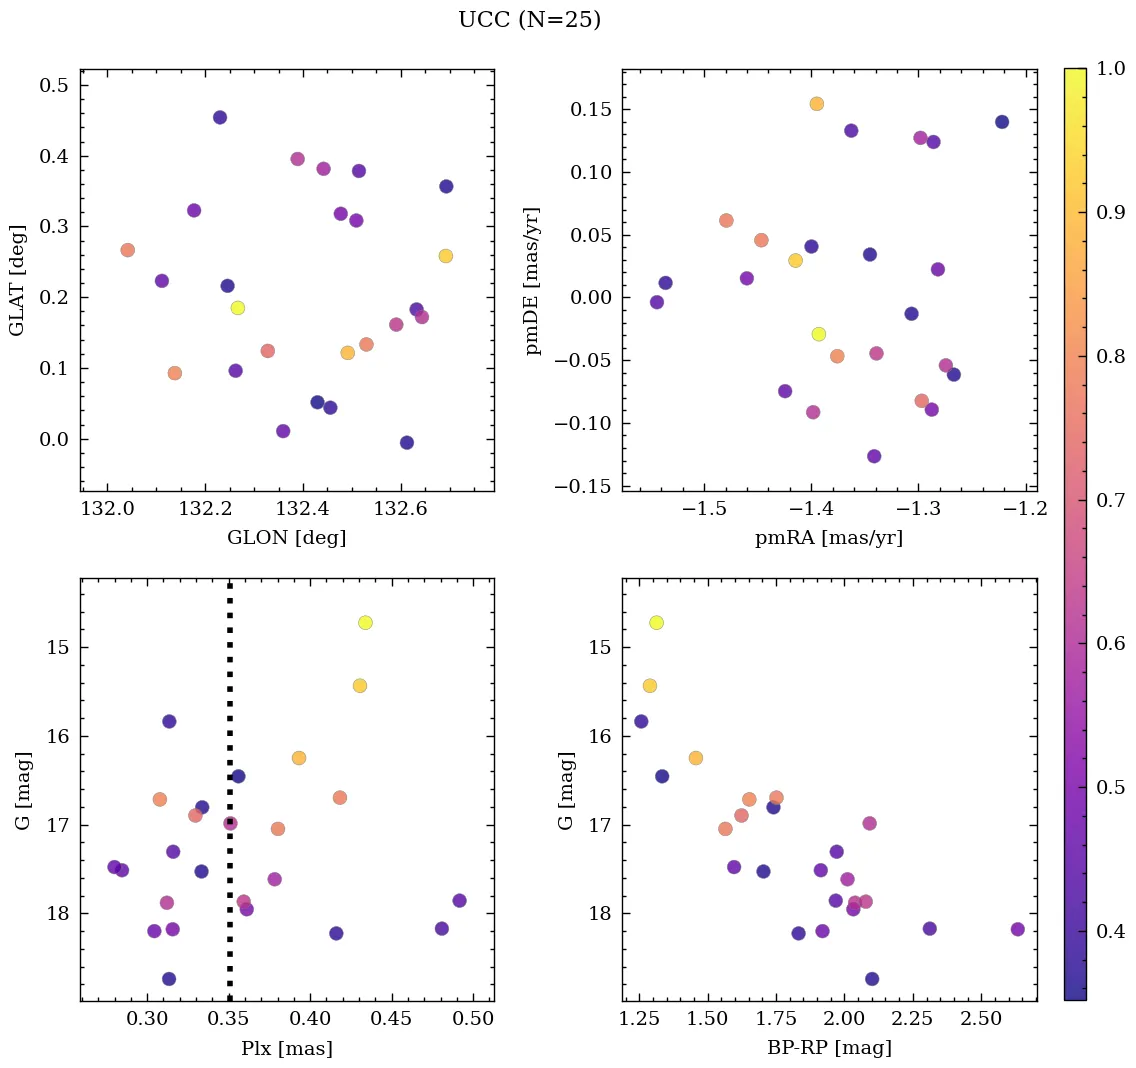 UCC (N=25)
0.5
0.4
0.3
0.2
0.1
0.0
GLAT [deg]
132.0 132.2 132.4 132.6
GLON [deg]
0.15
0.10
0.05
0.00
−0.05
−0.10
−0.15
pmDE [mas/yr]
−1.5 −1.4 −1.3 −1.2
pmRA [mas/yr]
15
16
17
18
G [mag]
0.30 0.35 0.40 0.45 0.50
Plx [mas]
15
16
17
18
G [mag]
1.25 1.50 1.75 2.00 2.25 2.50
BP-RP [mag]
1.0
0.9
0.8
0.7
0.6
0.5
0.4